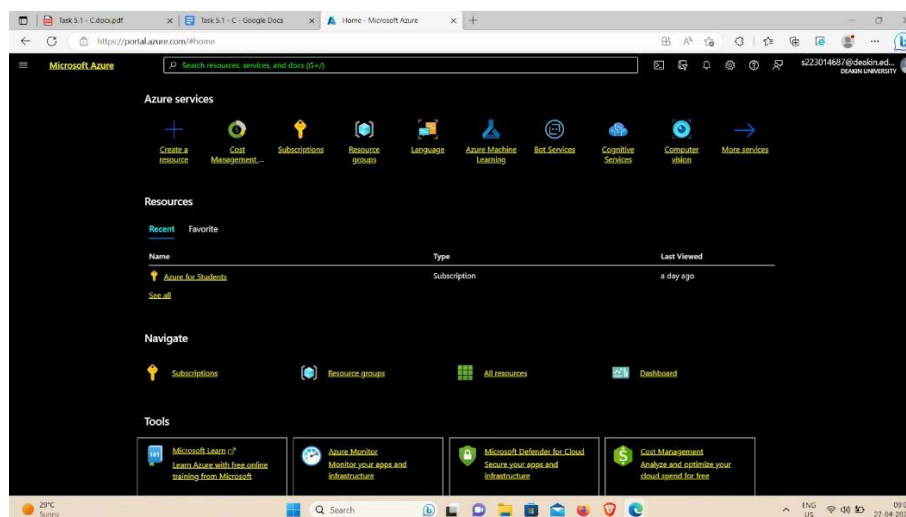 Task 5.1 - C.docx.pdf
Task 5.1 - C - Google Docs
Home - Microsoft Azure
https://portal.azure.com/#home
Microsoft Azure
Search resources, services, and docs (G+/)
s223014687@deakin.ed...
DEAKIN UNIVERSITY
Azure services
Create a resource
Cost Management ...
Subscriptions
Resource groups
Language
Azure Machine Learning
Bot Services
Cognitive Services
Computer vision
More services
Resources
Recent Favorite
Name Type Last Viewed
Azure for Students Subscription a day ago
See all
Navigate
Subscriptions Resource groups All resources Dashboard
Tools
Microsoft Learn
Learn Azure with free online
training from Microsoft
Azure Monitor
Monitor your apps and
infrastructure
Microsoft Defender for Cloud
Secure your apps and
infrastructure
Cost Management
Analyze and optimize your
cloud spend for free
29°C
Sunny
Search
ENG
US
27-04-202